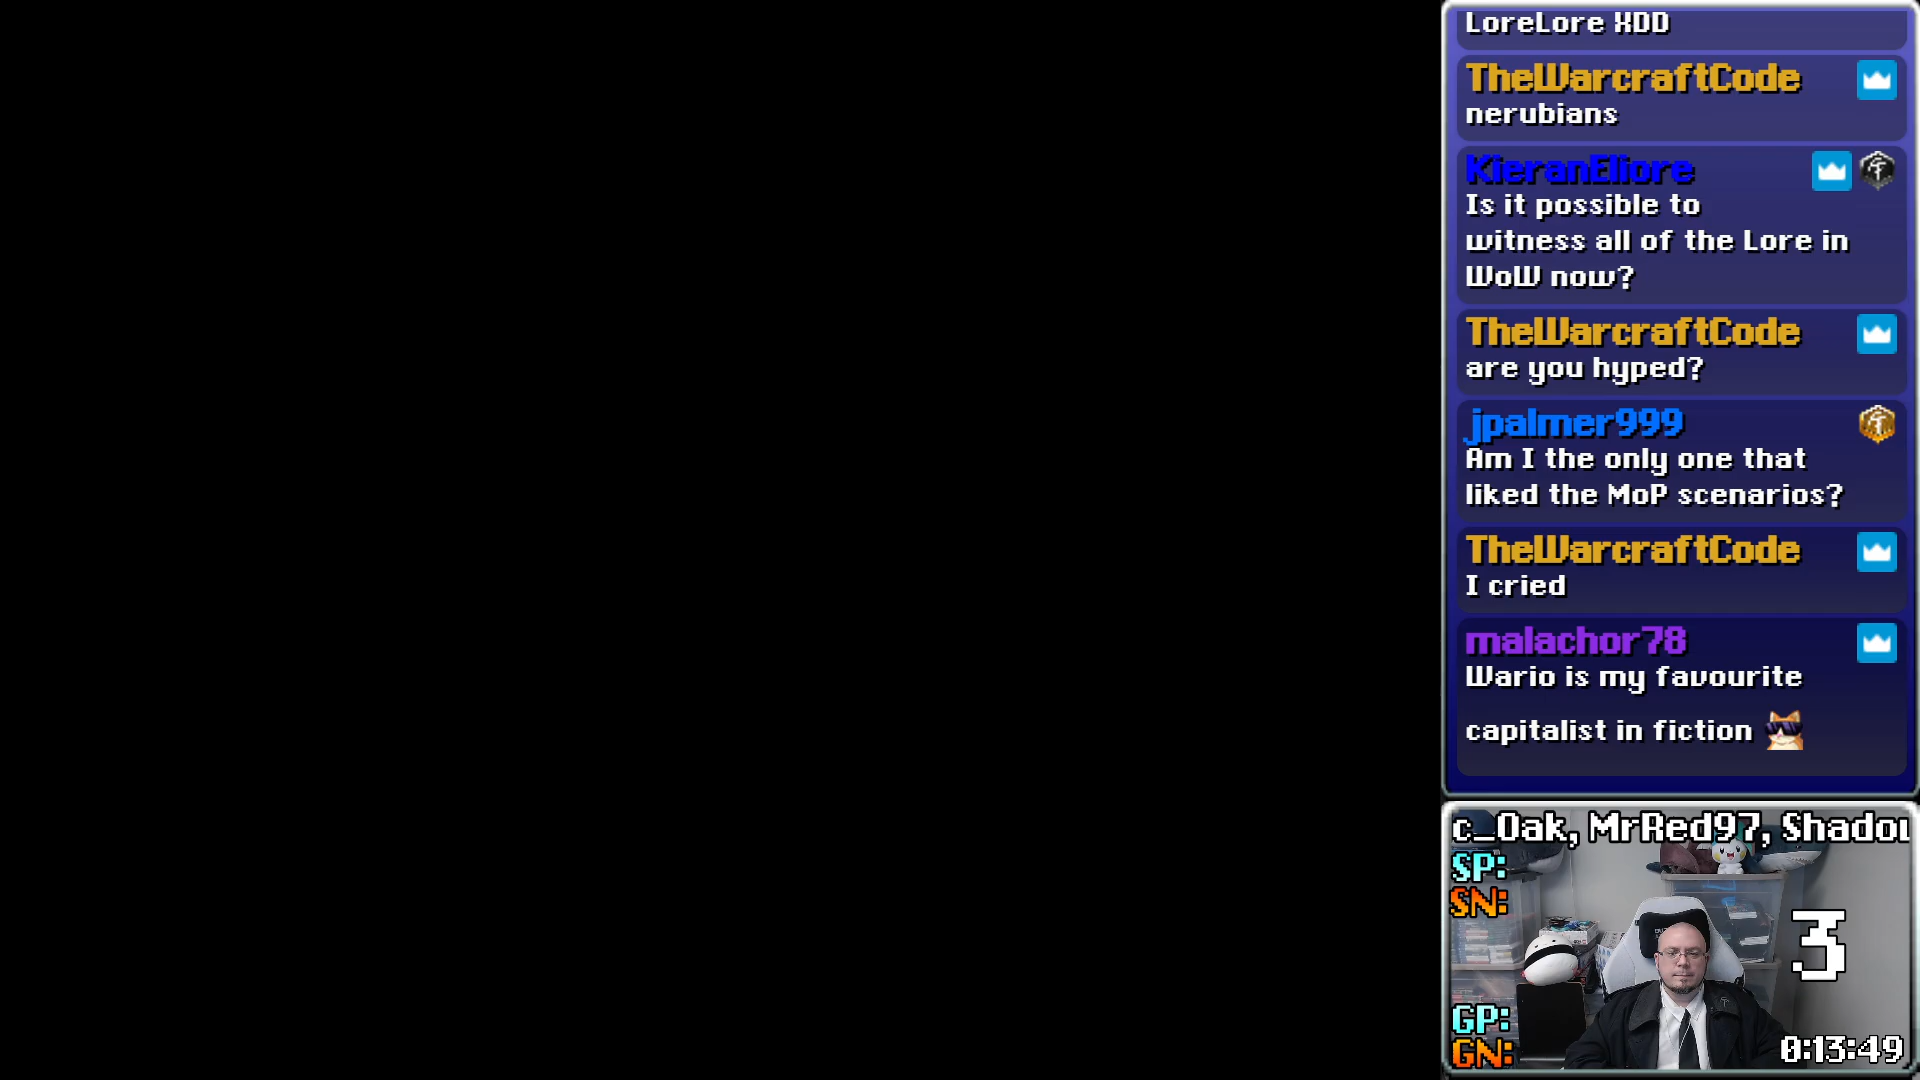 LoreLore XDD
TheWarcraftCode
nerubians
KieranEliore
Is it possible to
witness all of the Lore in
WoW now?
TheWarcraftCode
are you hyped?
jpalmer999
Am I the only one that
liked the MoP scenarios?
TheWarcraftCode
I cried
malachor78
Wario is my favourite
capitalist in fiction
c_Oak, MrRed97, Shadou
SP:
SN:
3
GP:
GN:
0:13:49